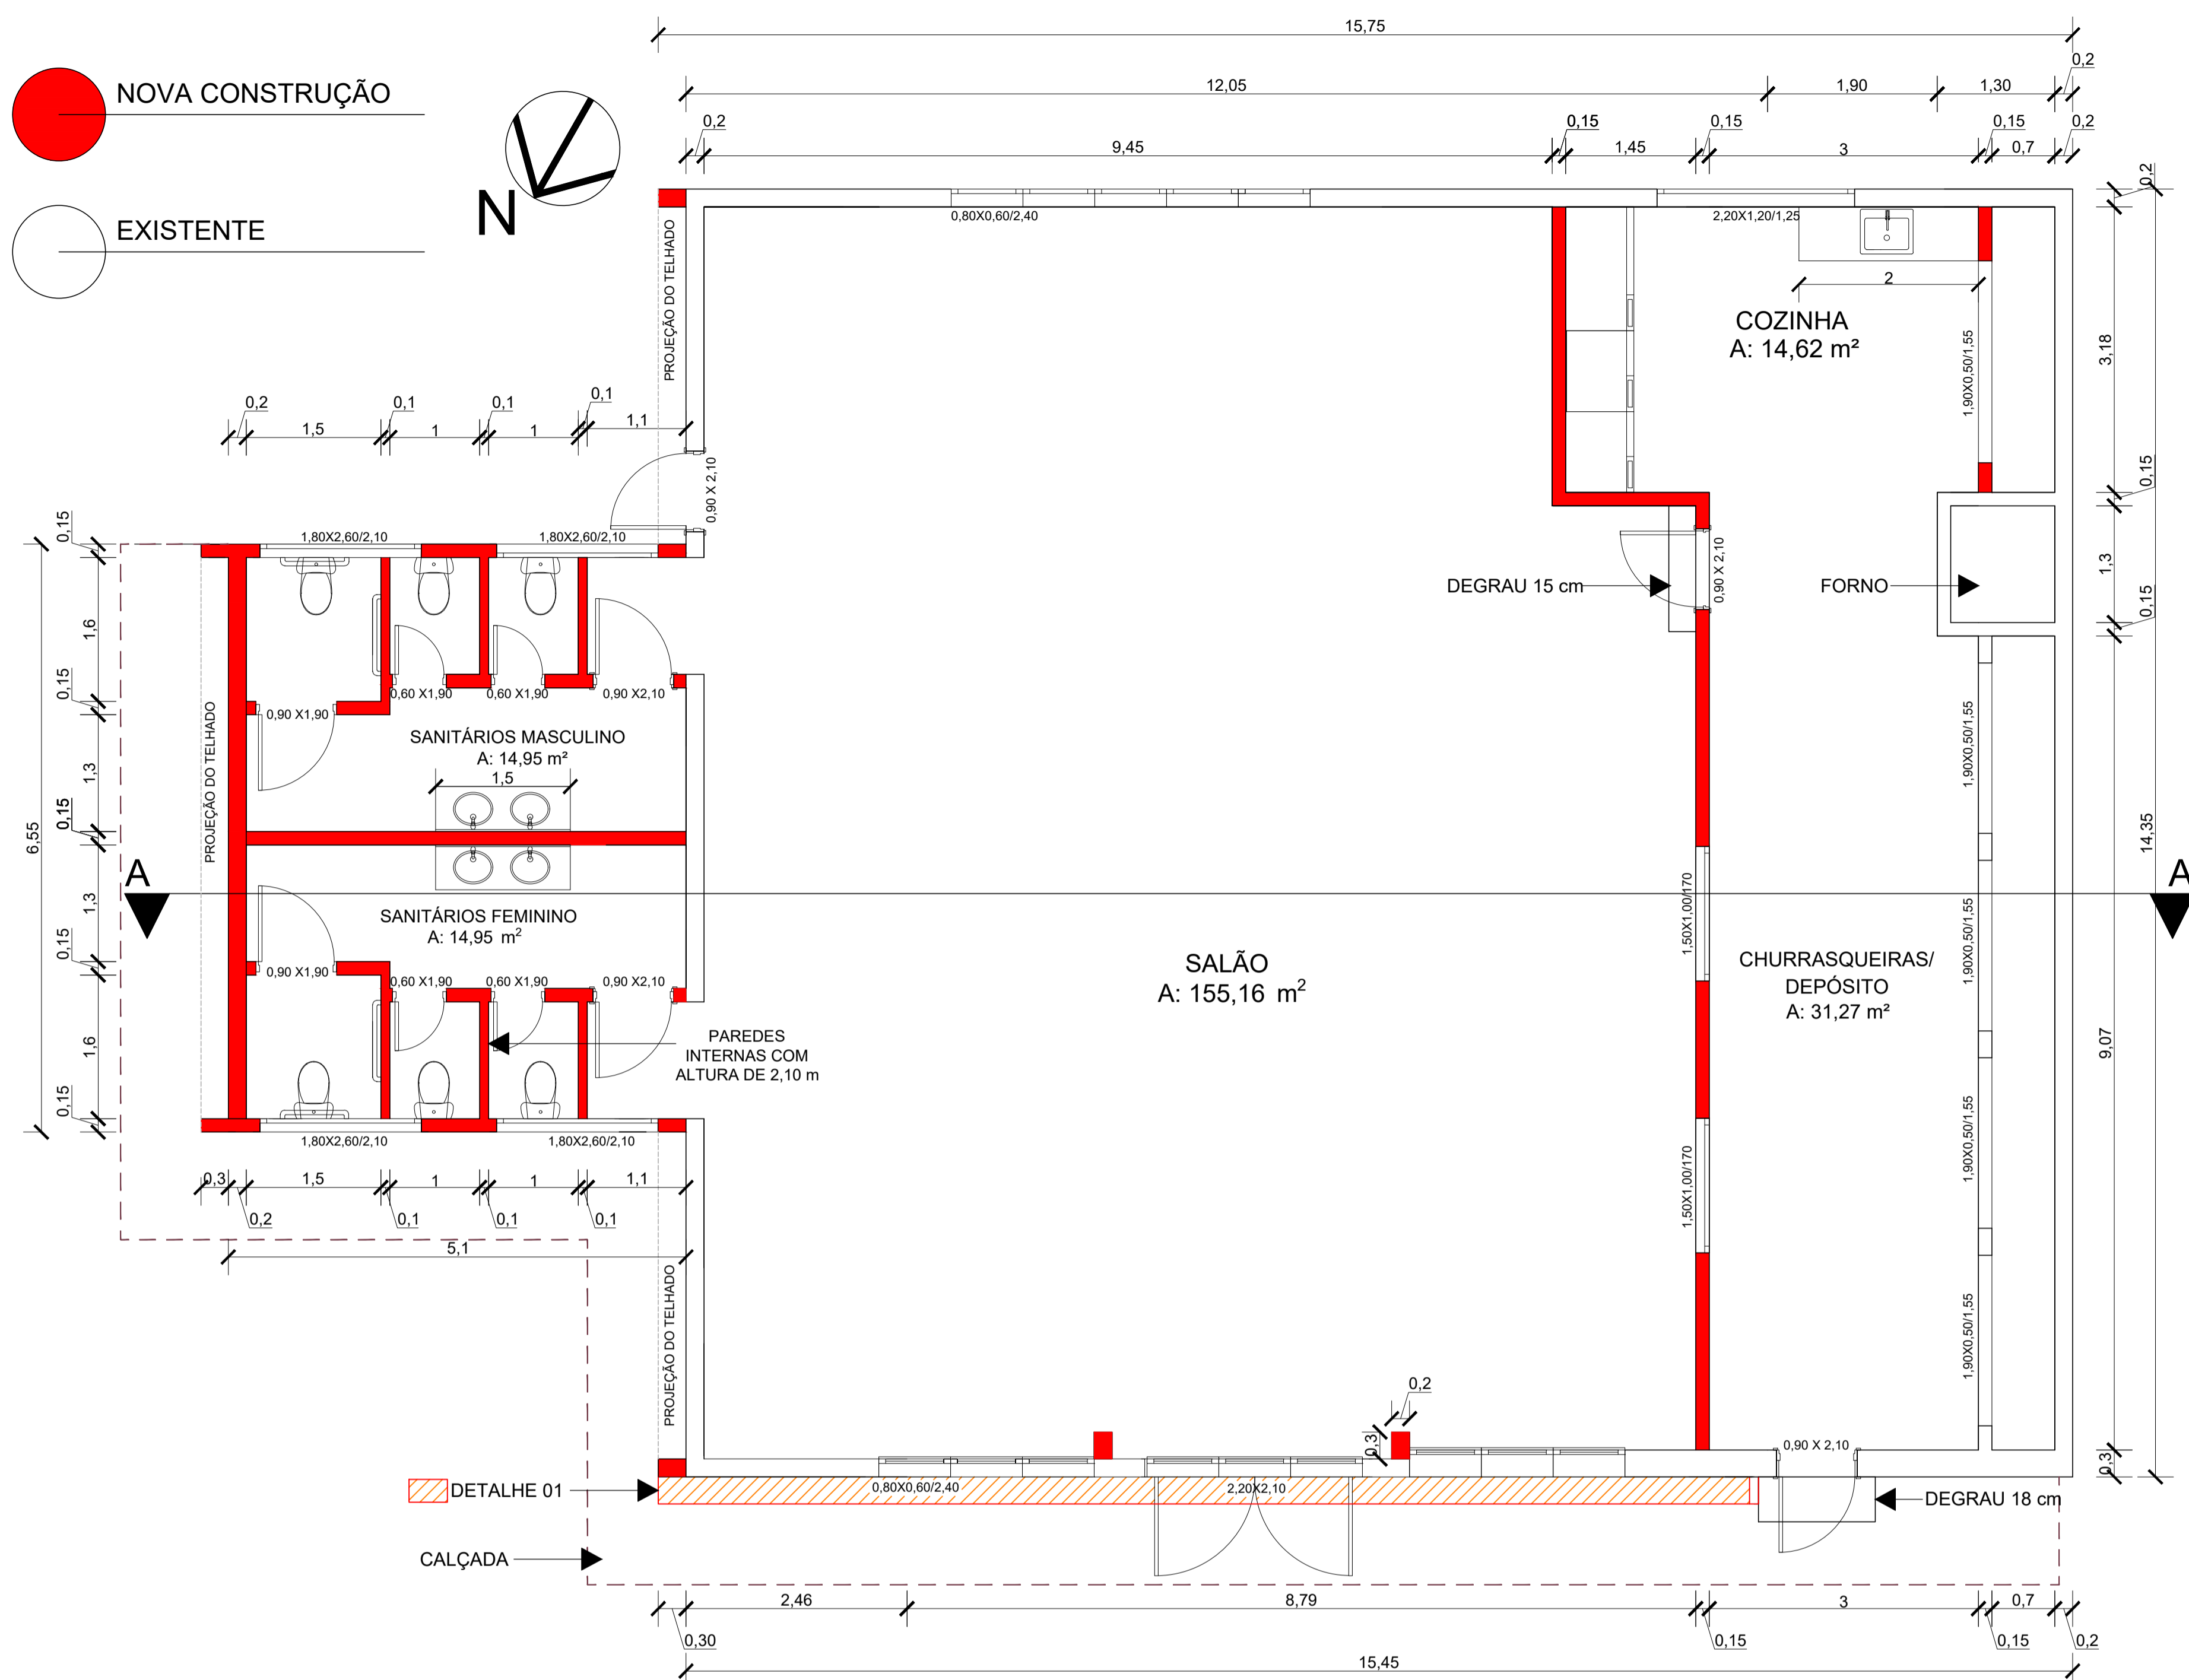 15,75
NOVA CONSTRUÇÃO
0,2
12,05
1,90
1,30
0,2
9,45
0,15
1,45
0,15
3
0,15
0,7
0,2
N
EXISTENTE
0,2
PROJEÇÃO DO TELHADO
0,80X0,60/2,40
2,20X1,20/1,25
2
COZINHA
A: 14,62 m²
1,90X0,50/1,55
3,18
0,2
1,5
0,1
1
0,1
1
0,1
1,1
0,90 X 2,10
0,15
0,15
1,80X2,60/2,10
1,80X2,60/2,10
DEGRAU 15 cm
0,90 X 2,10
FORNO
1,3
0,15
1,6
0,15
0,60 X1,90
0,60 X1,90
0,90 X2,10
0,90 X1,90
PROJEÇÃO DO TELHADO
SANITÁRIOS MASCULINO
A: 14,95 m²
1,5
1,3
0,15
6,55
1,90X0,50/1,55
14,35
A
A
1,3
0,15
SANITÁRIOS FEMININO
A: 14,95 m²
0,90 X1,90
0,60 X1,90
0,60 X1,90
0,90 X2,10
1,50X1,00/170
SALÃO
A: 155,16 m²
CHURRASQUEIRAS/
DEPÓSITO
A: 31,27 m²
1,90X0,50/1,55
9,07
1,6
0,15
PAREDES
INTERNAS COM
ALTURA DE 2,10 m
1,80X2,60/2,10
1,80X2,60/2,10
1,90X0,50/1,55
1,50X1,00/170
0,3
1,5
1
1
1,1
0,2
0,1
0,1
0,1
5,1
PROJEÇÃO DO TELHADO
1,90X0,50/1,55
0,2
0,3
0,90 X 2,10
0,3
DETALHE 01
0,80X0,60/2,40
2,20X2,10
DEGRAU 18 cm
CALÇADA
2,46
8,79
3
0,7
0,30
0,15
0,15
0,2
15,45